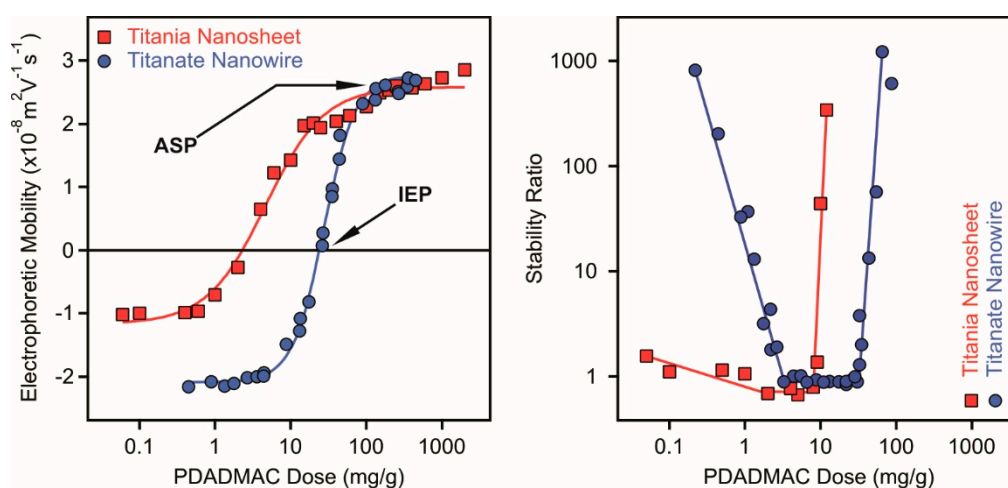 Titania Nanosheet
Titanate Nanowire
Electrophoretic Mobility (x10⁻⁸ m²V⁻¹s⁻¹)
3
2
1
0
-1
-2
ASP
IEP
0.1 1 10 100 1000
PDADMAC Dose (mg/g)
Stability Ratio
1000
100
10
1
0.1 1 10 100 1000
PDADMAC Dose (mg/g)
Titania Nanosheet
Titanate Nanowire